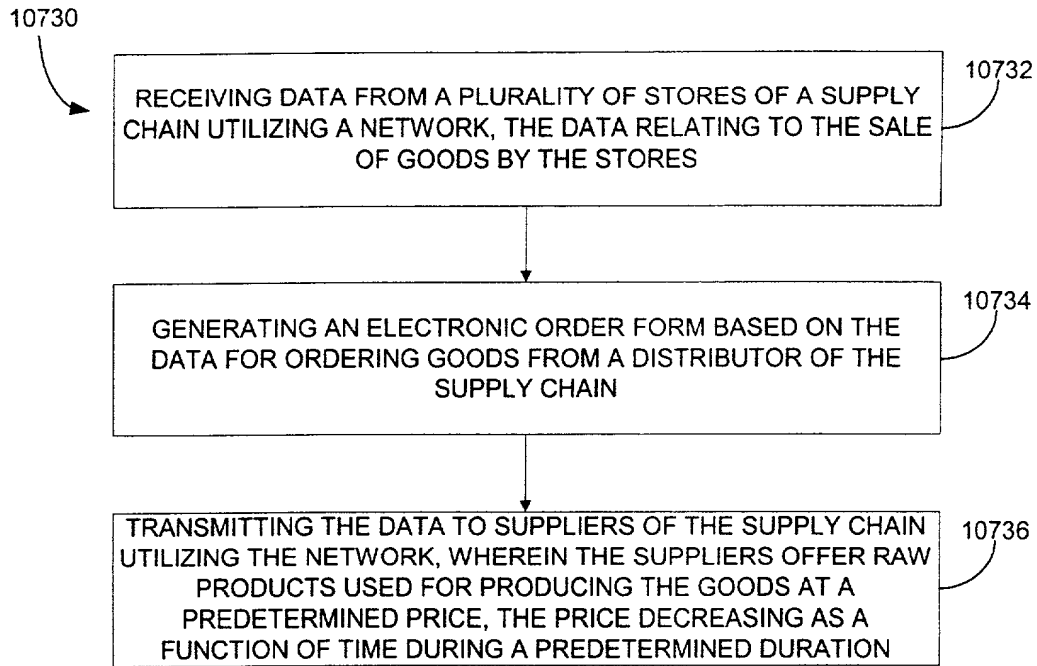 10730
10732
RECEIVING DATA FROM A PLURALITY OF STORES OF A SUPPLY
CHAIN UTILIZING A NETWORK, THE DATA RELATING TO THE SALE
OF GOODS BY THE STORES
10734
GENERATING AN ELECTRONIC ORDER FORM BASED ON THE
DATA FOR ORDERING GOODS FROM A DISTRIBUTOR OF THE
SUPPLY CHAIN
10736
TRANSMITTING THE DATA TO SUPPLIERS OF THE SUPPLY CHAIN
UTILIZING THE NETWORK, WHEREIN THE SUPPLIERS OFFER RAW
PRODUCTS USED FOR PRODUCING THE GOODS AT A
PREDETERMINED PRICE, THE PRICE DECREASING AS A
FUNCTION OF TIME DURING A PREDETERMINED DURATION